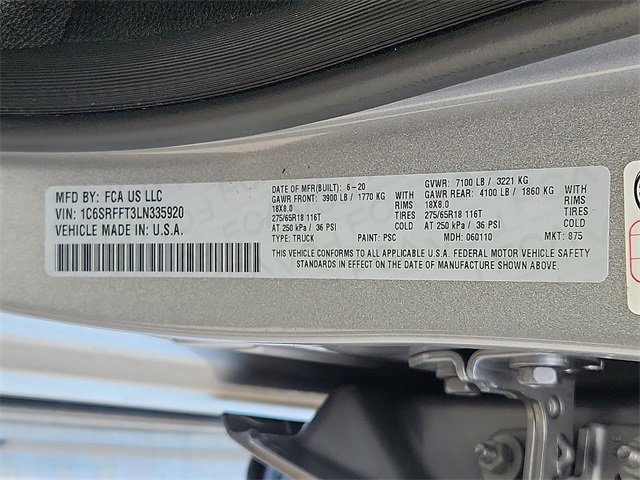 MFD BY: FCA US LLC
VIN: 1C6SRFFT3LN335920
VEHICLE MADE IN: U.S.A.
DATE OF MFR(BUILT): 6-20 GVWR: 7100 LB / 3221 KG
GAWR FRONT: 3900 LB / 1770 KG WITH GAWR REAR: 4100 LB / 1860 KG WITH
18X8.0 RIMS 18X8.0 RIMS
275/65R18 116T TIRES 275/65R18 116T TIRES
AT 250 kPa / 36 PSI COLD AT 250 kPa / 36 PSI COLD
TYPE: TRUCK PAINT: PSC MDH: 060110 MKT: 875
THIS VEHICLE CONFORMS TO ALL APPLICABLE U.S.A. FEDERAL MOTOR VEHICLE SAFETY
STANDARDS IN EFFECT ON THE DATE OF MANUFACTURE SHOWN ABOVE.